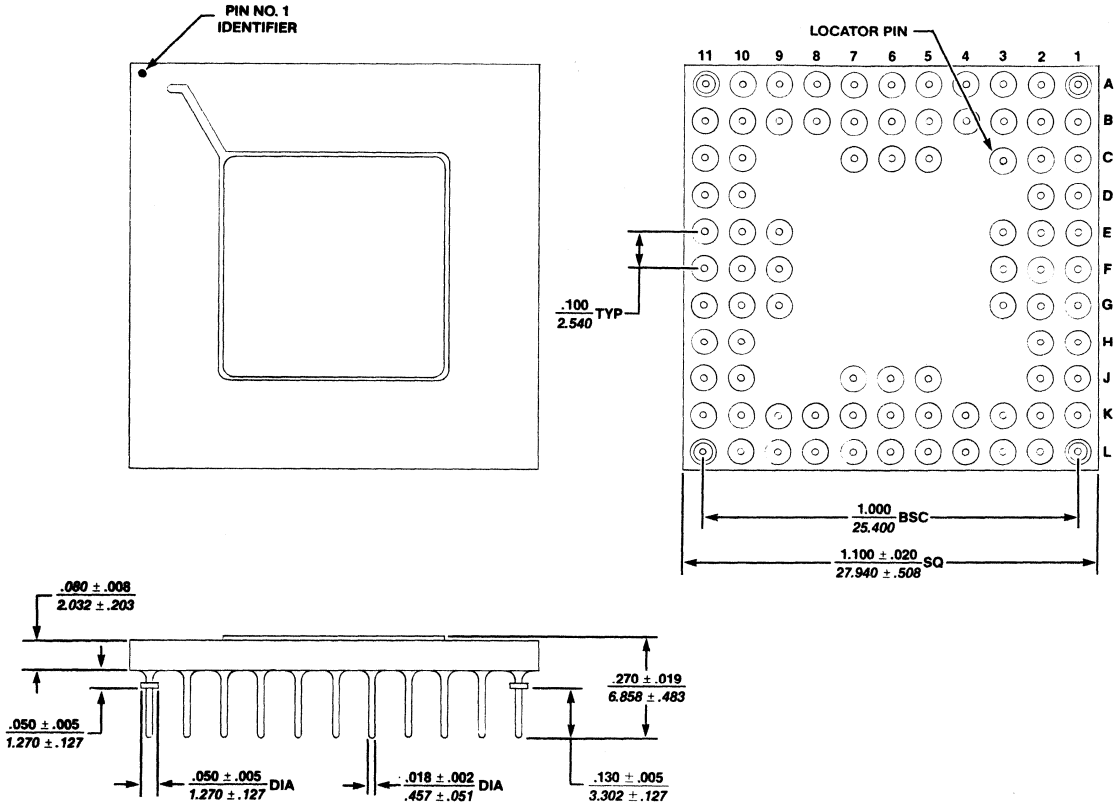 PIN NO. 1
IDENTIFIER
LOCATOR PIN
11 10 9 8 7 6 5 4 3 2 1
A
B
C
D
E
F
G
H
J
K
L
.100
2.540 TYP
1.000
25.400 BSC
1.100 ± .020
27.940 ± .508 SQ
.080 ± .008
2.032 ± .203
.270 ± .019
6.858 ± .483
.050 ± .005
1.270 ± .127
.050 ± .005
1.270 ± .127 DIA
.018 ± .002
.457 ± .051 DIA
.130 ± .005
3.302 ± .127